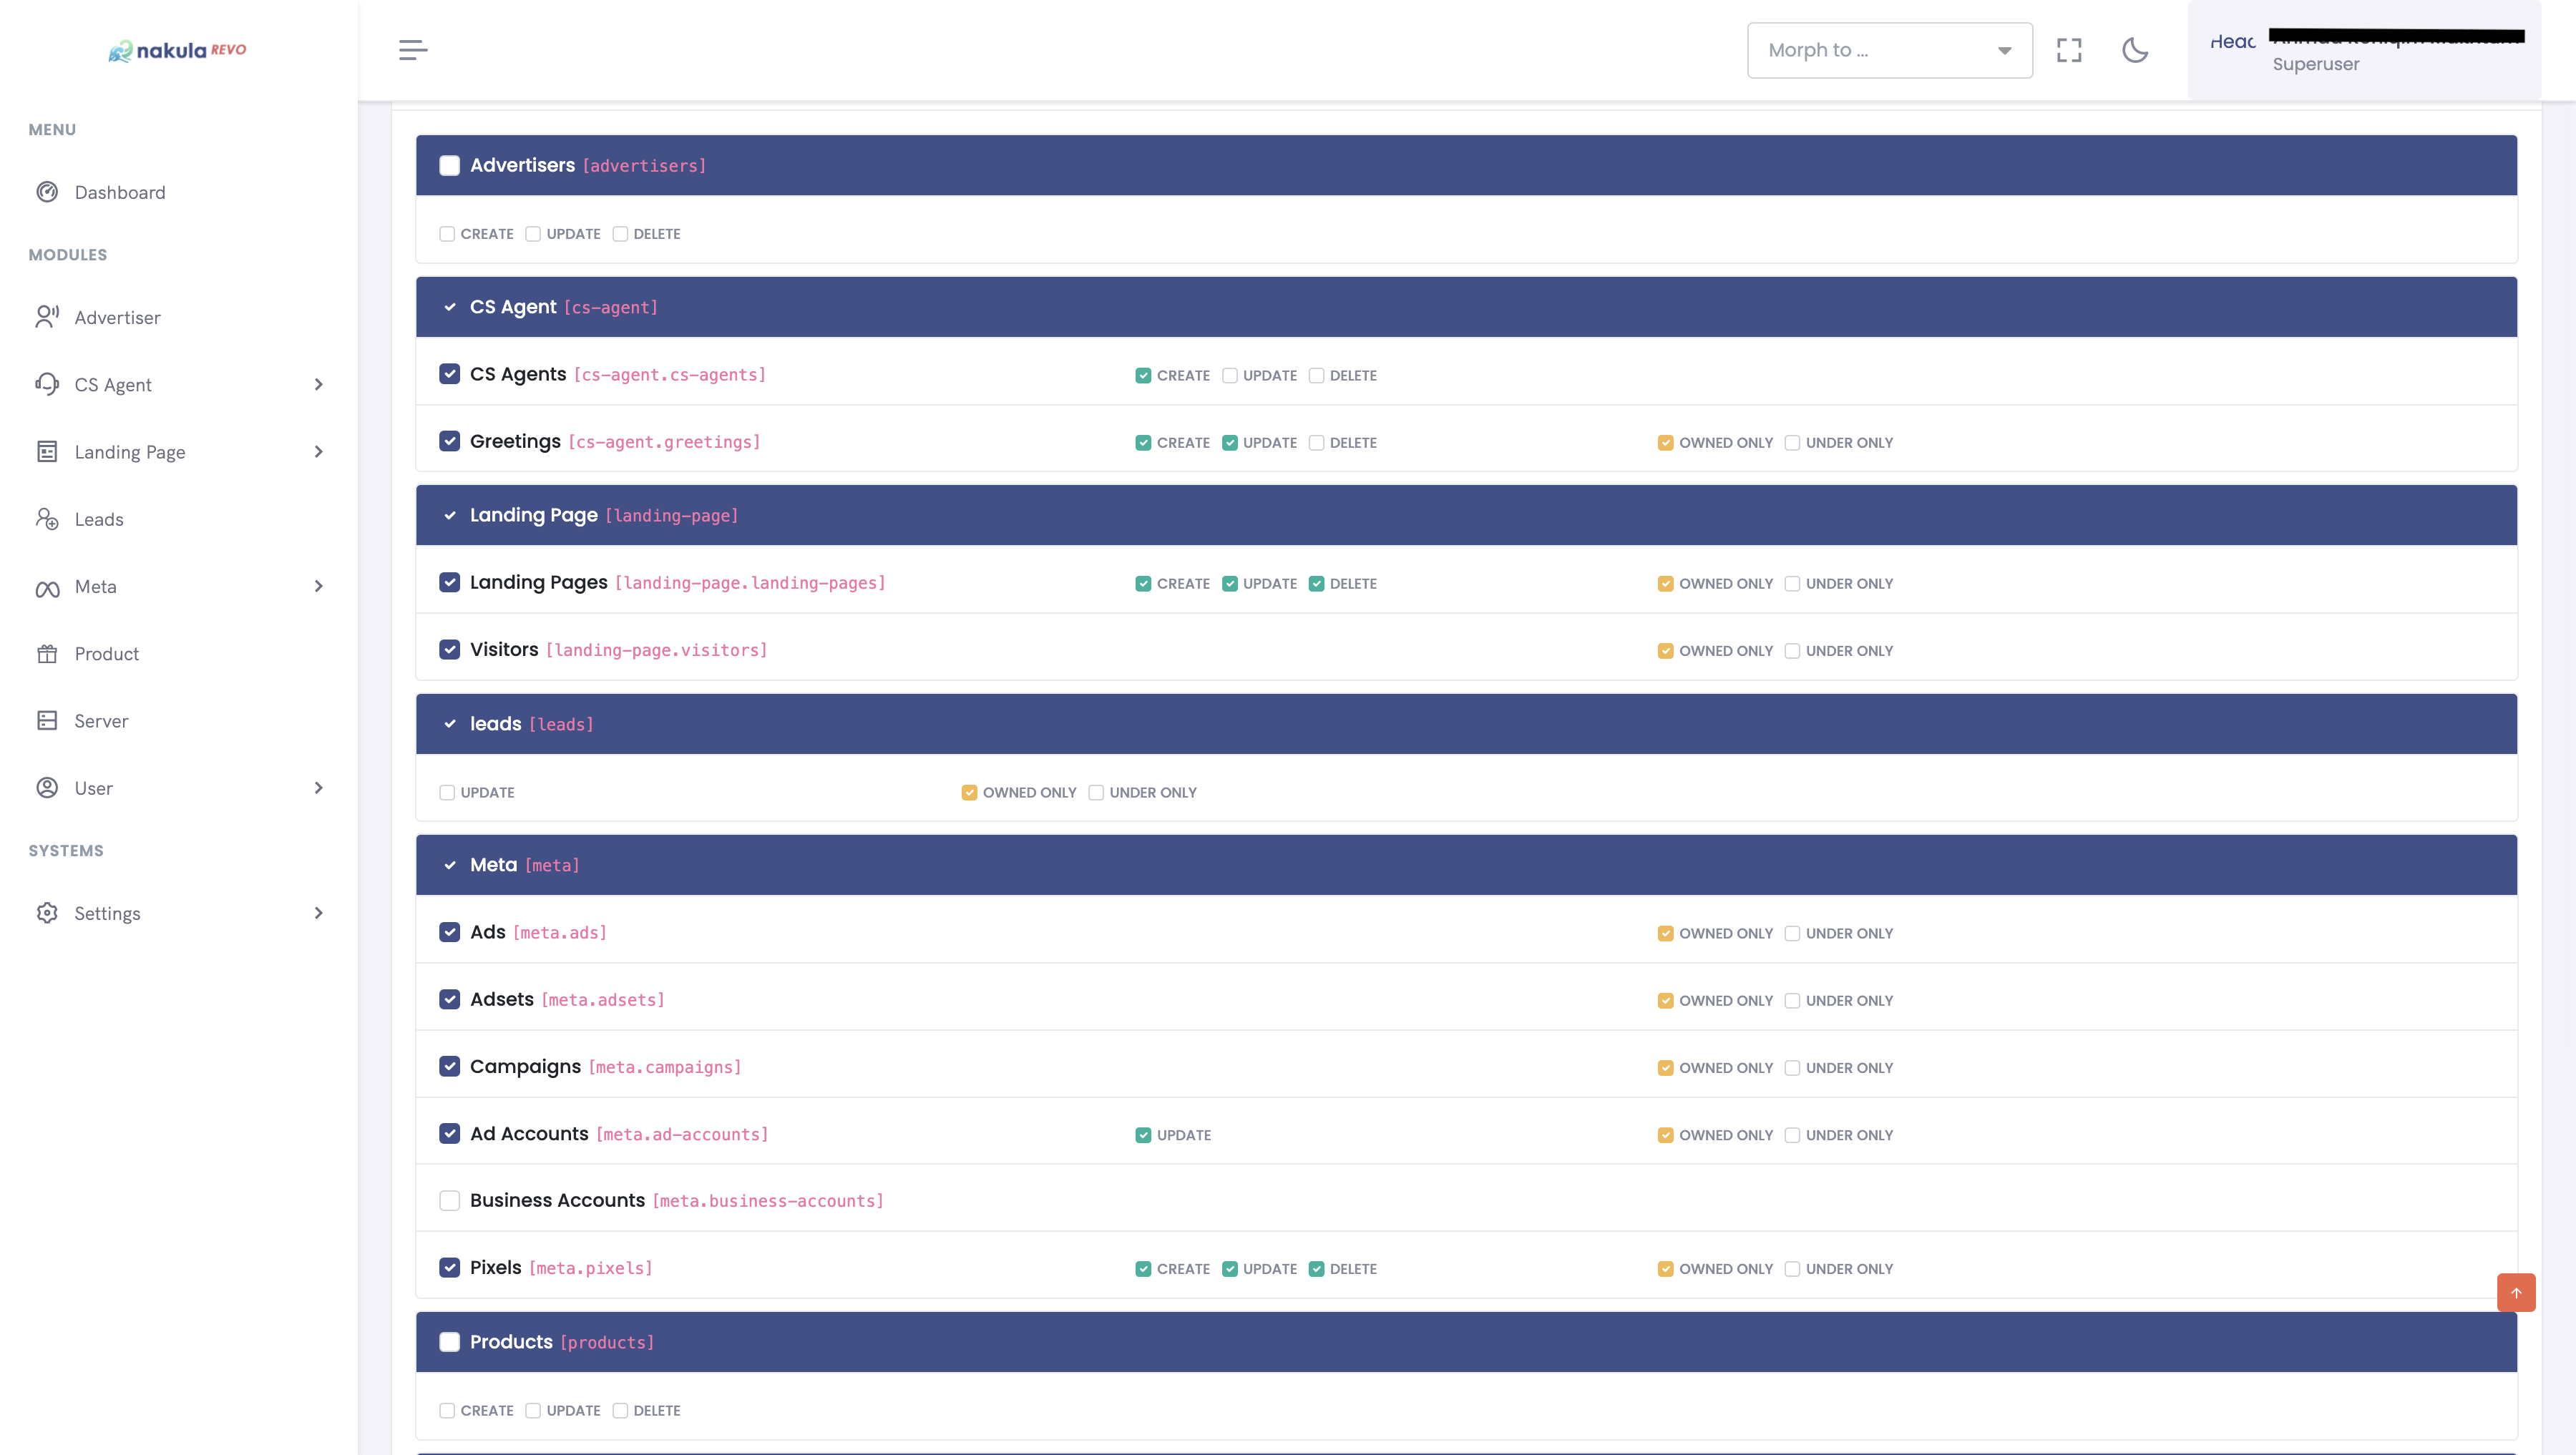 nakula REVO
Morph to ...
Superuser
MENU
Dashboard
MODULES
Advertiser
CS Agent
Landing Page
Leads
Meta
Product
Server
User
SYSTEMS
Settings
Advertisers [advertisers]
CREATE UPDATE DELETE
CS Agent [cs-agent]
CS Agents [cs-agent.cs-agents] CREATE UPDATE DELETE
Greetings [cs-agent.greetings] CREATE UPDATE DELETE OWNED ONLY UNDER ONLY
Landing Page [landing-page]
Landing Pages [landing-page.landing-pages] CREATE UPDATE DELETE OWNED ONLY UNDER ONLY
Visitors [landing-page.visitors] OWNED ONLY UNDER ONLY
leads [leads]
UPDATE OWNED ONLY UNDER ONLY
Meta [meta]
Ads [meta.ads] OWNED ONLY UNDER ONLY
Adsets [meta.adsets] OWNED ONLY UNDER ONLY
Campaigns [meta.campaigns] OWNED ONLY UNDER ONLY
Ad Accounts [meta.ad-accounts] UPDATE OWNED ONLY UNDER ONLY
Business Accounts [meta.business-accounts]
Pixels [meta.pixels] CREATE UPDATE DELETE OWNED ONLY UNDER ONLY
Products [products]
CREATE UPDATE DELETE